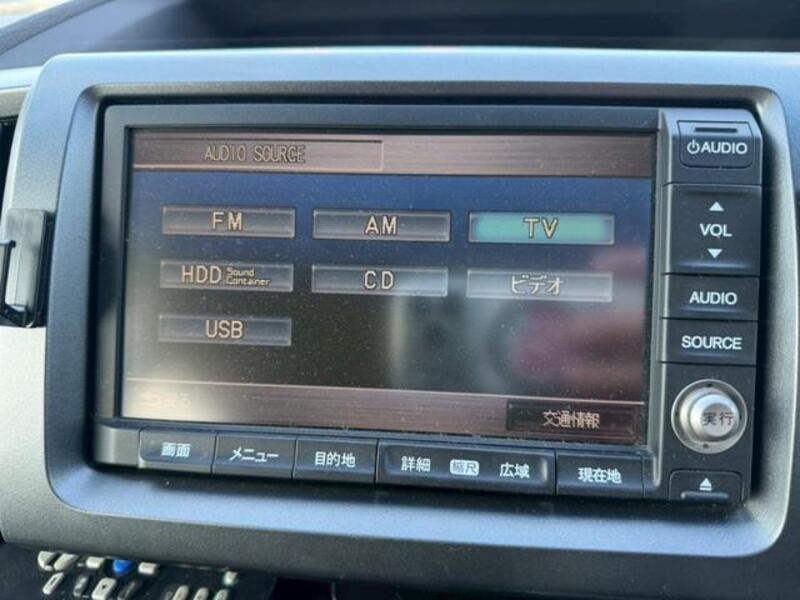 AUDIO SOURCE
FM
AM
TV
HDD Sound Container
CD
ビデオ
USB
戻る
交通情報
AUDIO
VOL
AUDIO
SOURCE
実行
画面
メニュー
目的地
詳細
縮尺
広域
現在地